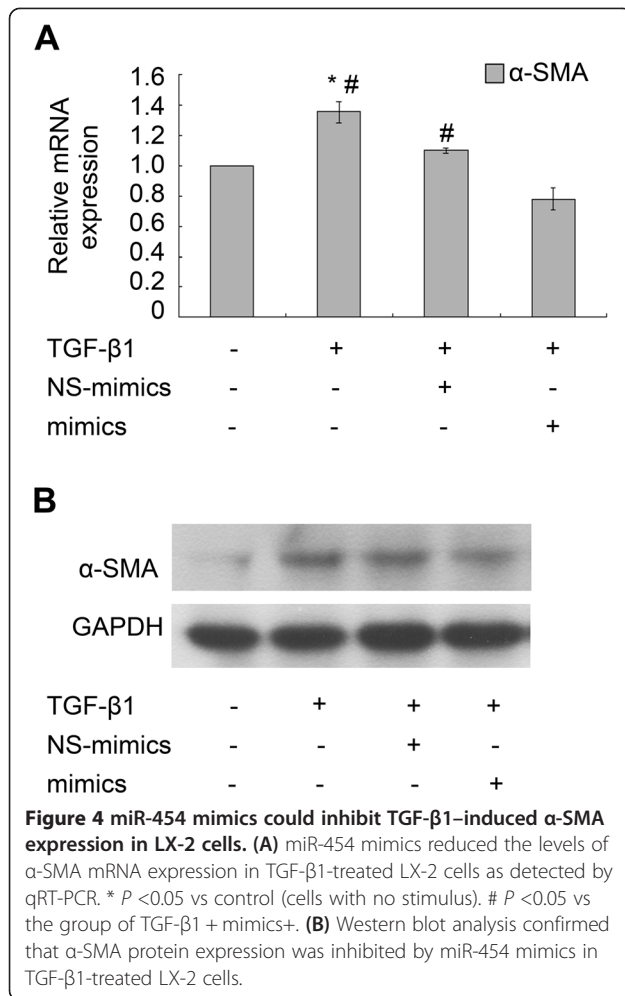 A
α-SMA
* #
#
Relative mRNA
expression
1.6
1.4
1.2
1.0
0.8
0.6
0.4
0.2
0
TGF-β1 - + + +
NS-mimics - - + -
mimics - - - +
B
α-SMA
GAPDH
TGF-β1 - + + +
NS-mimics - - + -
mimics - - - +
Figure 4 miR-454 mimics could inhibit TGF-β1–induced α-SMA
expression in LX-2 cells. (A) miR-454 mimics reduced the levels of
α-SMA mRNA expression in TGF-β1-treated LX-2 cells as detected by
qRT-PCR. * P <0.05 vs control (cells with no stimulus). # P <0.05 vs
the group of TGF-β1 + mimics+. (B) Western blot analysis confirmed
that α-SMA protein expression was inhibited by miR-454 mimics in
TGF-β1-treated LX-2 cells.